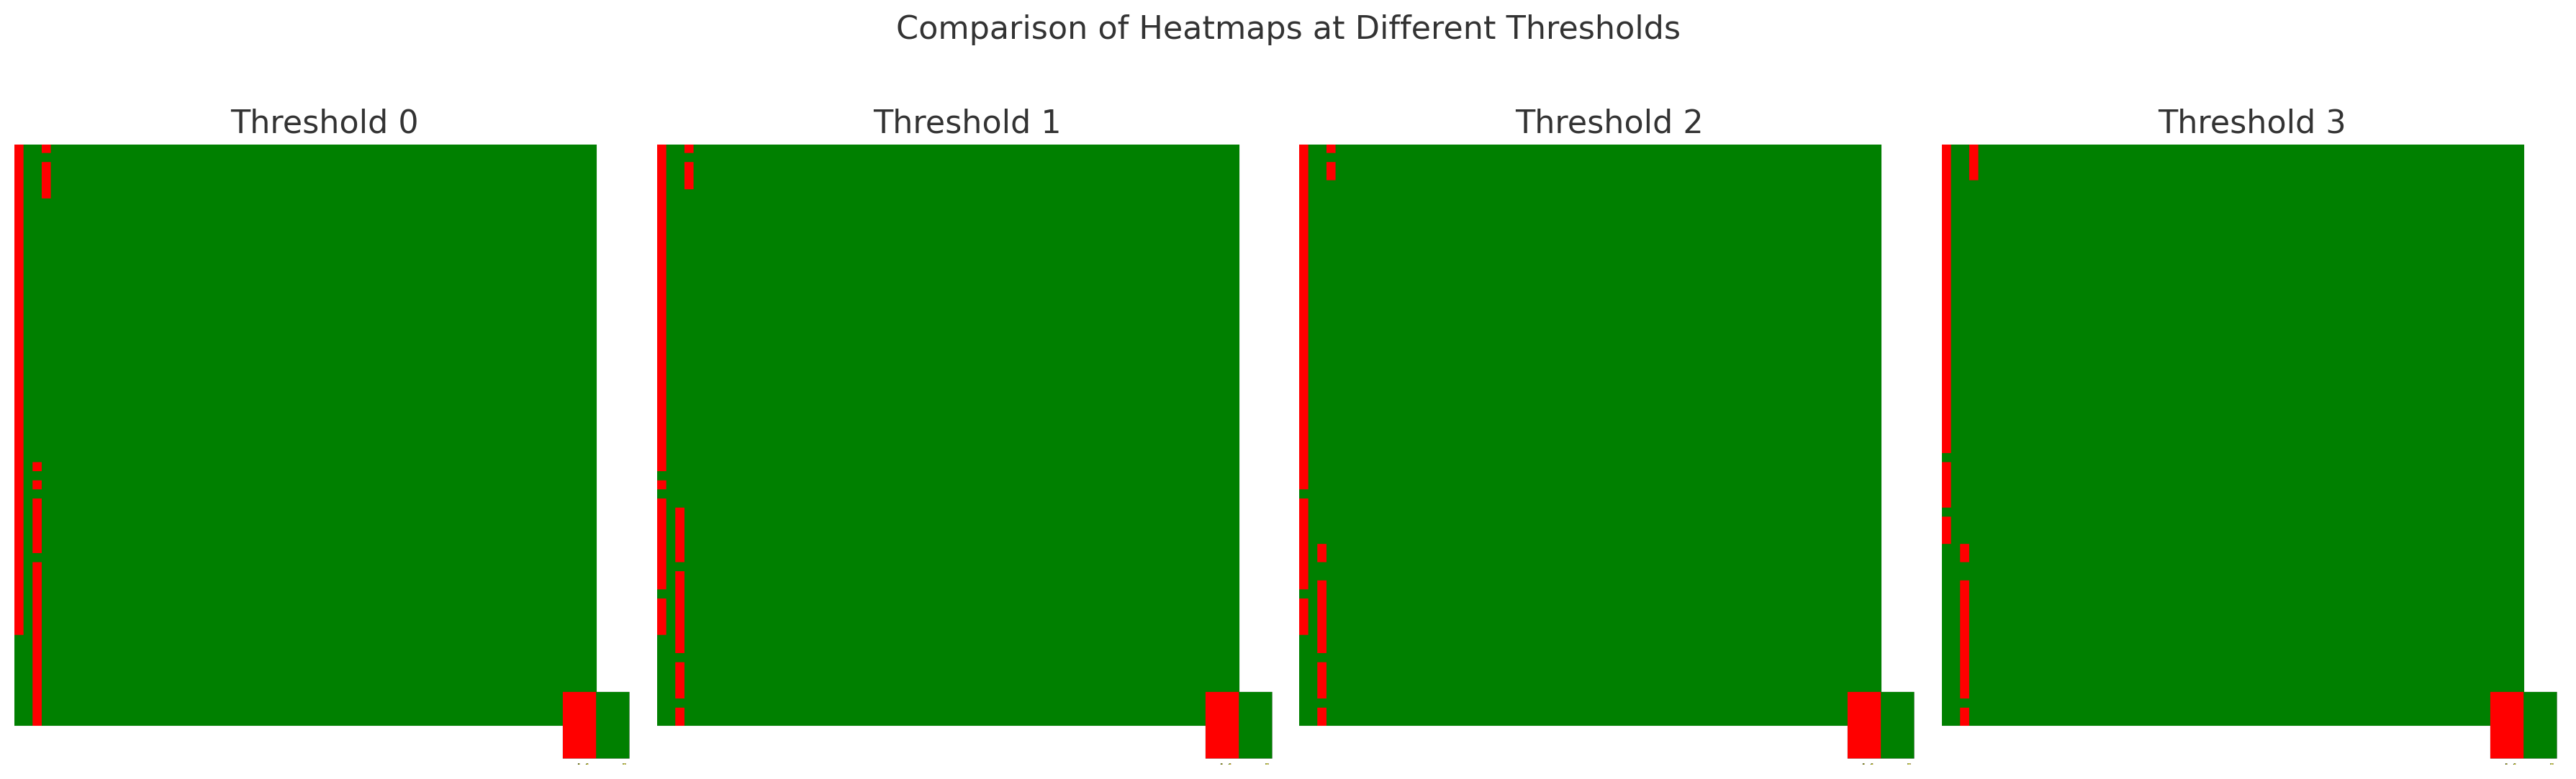 Comparison of Heatmaps at Different Thresholds
Threshold 0
Threshold 1
Threshold 2
Threshold 3